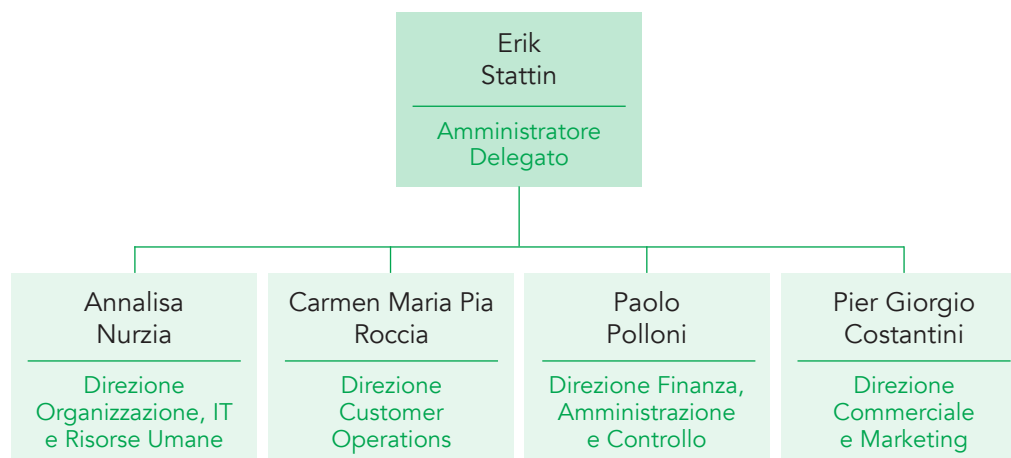 Erik
Stattin
Amministratore
Delegato
Annalisa
Nurzia
Direzione
Organizzazione, IT
e Risorse Umane
Carmen Maria Pia
Roccia
Direzione
Customer
Operations
Paolo
Polloni
Direzione Finanza,
Amministrazione
e Controllo
Pier Giorgio
Costantini
Direzione
Commerciale
e Marketing